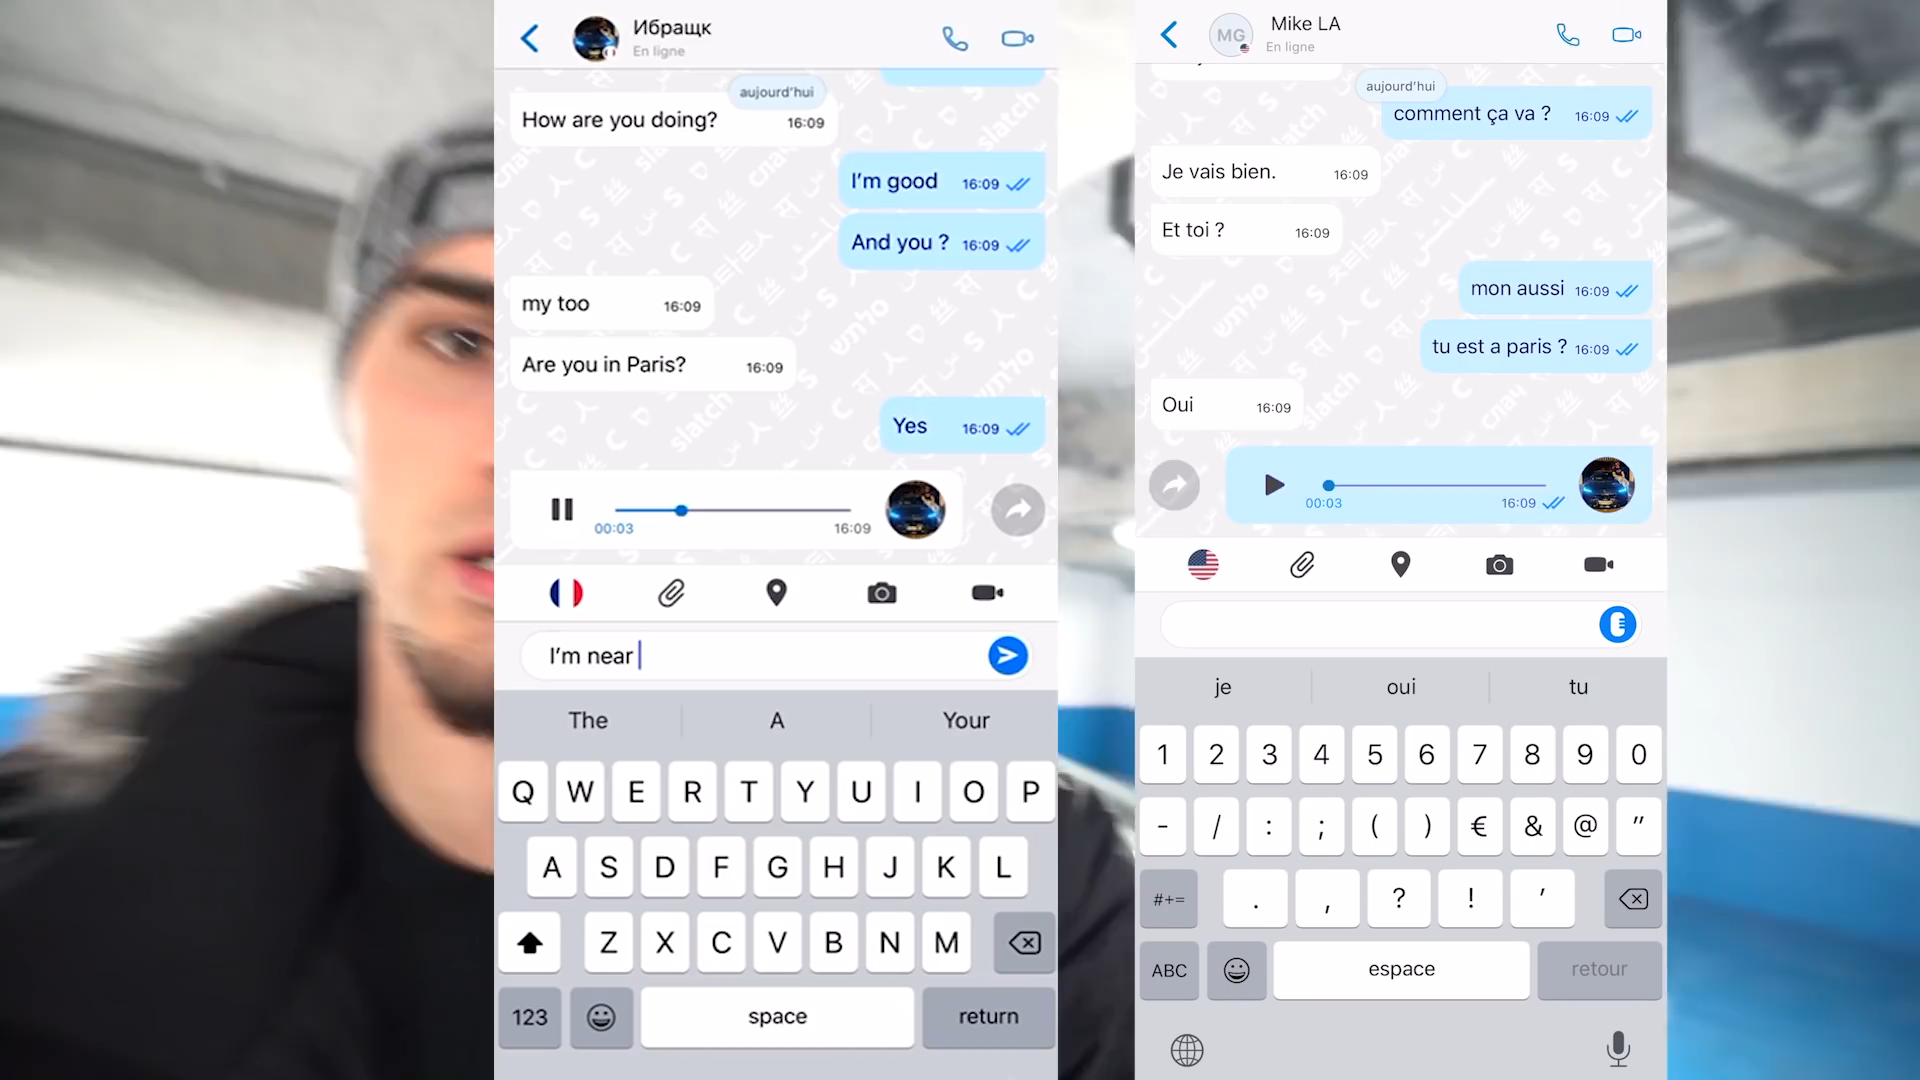 Ибращк
En ligne
aujourd'hui
How are you doing? 16:09
I'm good 16:09
And you ? 16:09
my too 16:09
Are you in Paris? 16:09
Yes 16:09
00:03 16:09
I'm near
The A Your
Q W E R T Y U I O P
A S D F G H J K L
Z X C V B N M
123 space return
MG Mike LA
En ligne
aujourd'hui
comment ça va ? 16:09
Je vais bien. 16:09
Et toi ? 16:09
mon aussi 16:09
tu est a paris ? 16:09
Oui 16:09
00:03 16:09
je oui tu
1 2 3 4 5 6 7 8 9 0
- / : ; ( ) € & @ "
#+= . , ? ! '
ABC espace retour